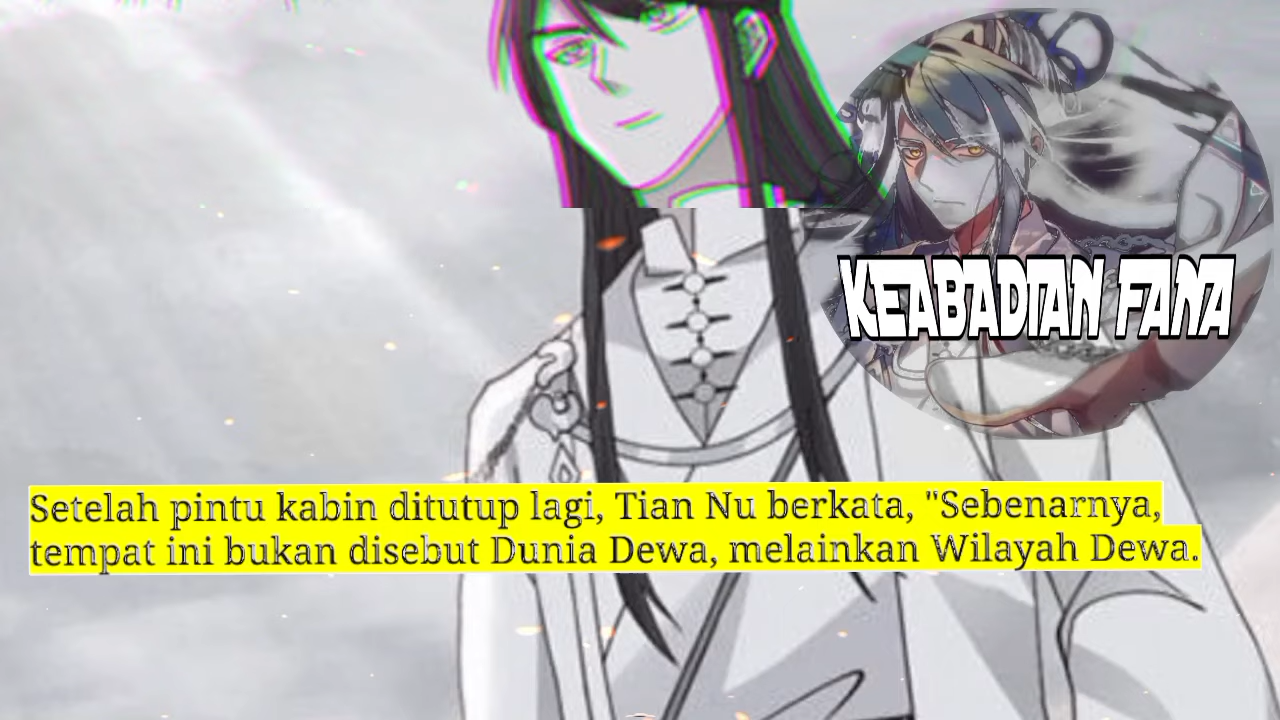 KEABADIAN FANA
Setelah pintu kabin ditutup lagi, Tian Nu berkata, "Sebenarnya,
tempat ini bukan disebut Dunia Dewa, melainkan Wilayah Dewa.